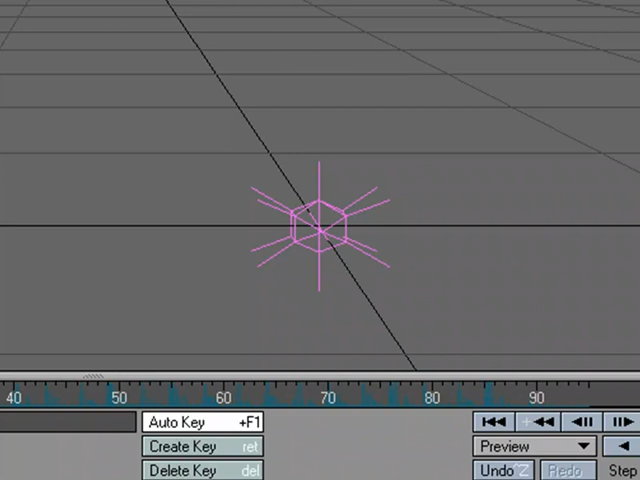 40 50 60 70 80 90
Auto Key +F1
Create Key ret
Preview
Delete Key del
Undo ^Z Redo Step